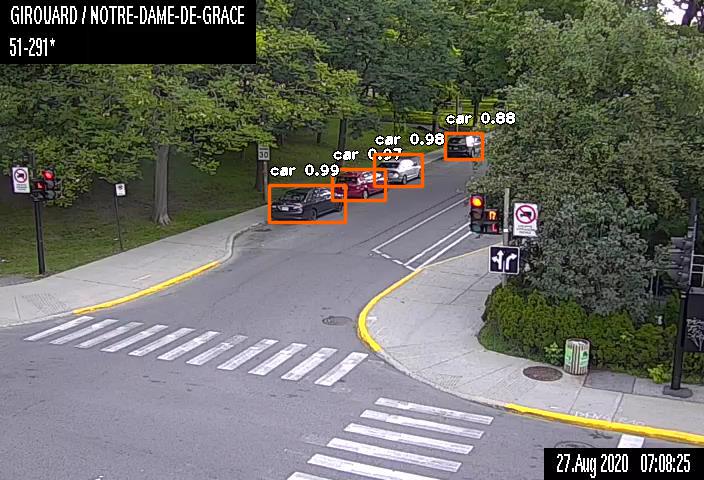 GIROUARD / NOTRE-DAME-DE-GRACE
51-291*
car 0.88
car 0.98
car 0.97
car 0.99
30
27.Aug 2020 07:08:25